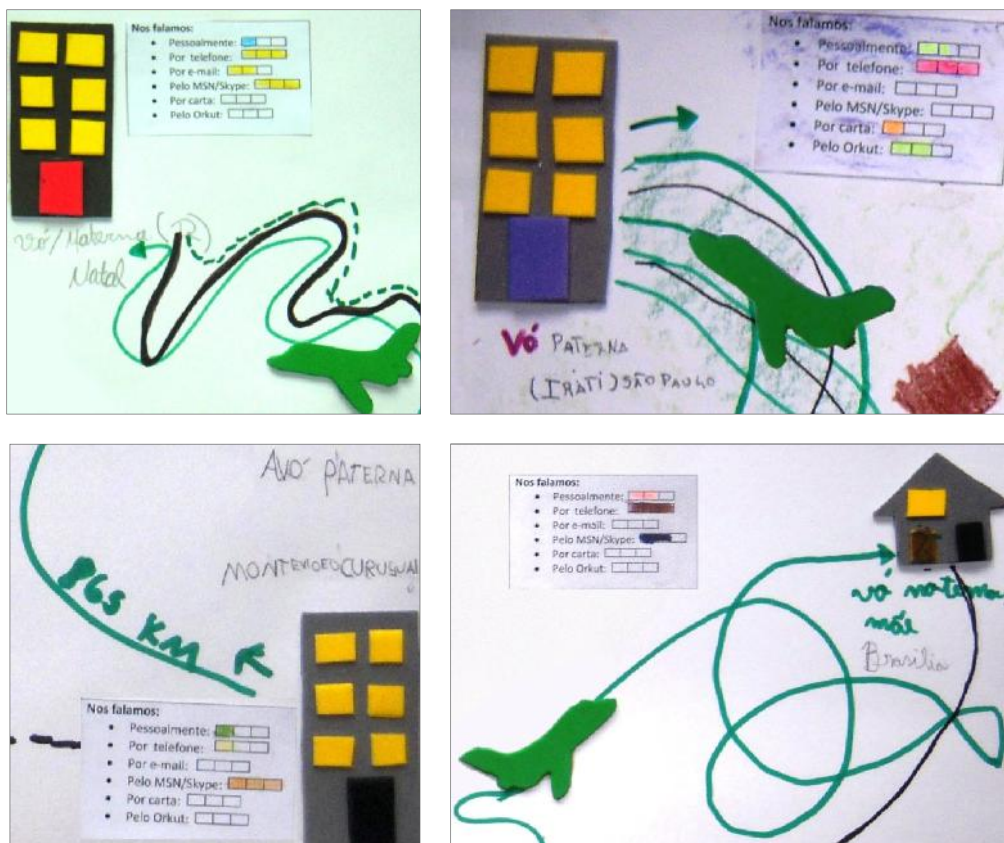 Nos falamos:
• Pessoalmente:
• Por telefone:
• Por e-mail:
• Pelo MSN/Skype:
• Por carta:
• Pelo Orkut:
Vó/Materna
Natal
Nos falamos:
• Pessoalmente:
• Por telefone:
• Por e-mail:
• Pelo MSN/Skype:
• Por carta:
• Pelo Orkut:
Vó PATERNA
(IRATI) SÃO PAULO
AVÓ PATERNA
865 KM
Nos falamos:
• Pessoalmente:
• Por telefone:
• Por e-mail:
• Pelo MSN/Skype:
• Por carta:
• Pelo Orkut:
Nos falamos:
• Pessoalmente:
• Por telefone:
• Por e-mail:
• Pelo MSN/Skype:
• Por carta:
• Pelo Orkut:
vó materna
mãe
Brasilia